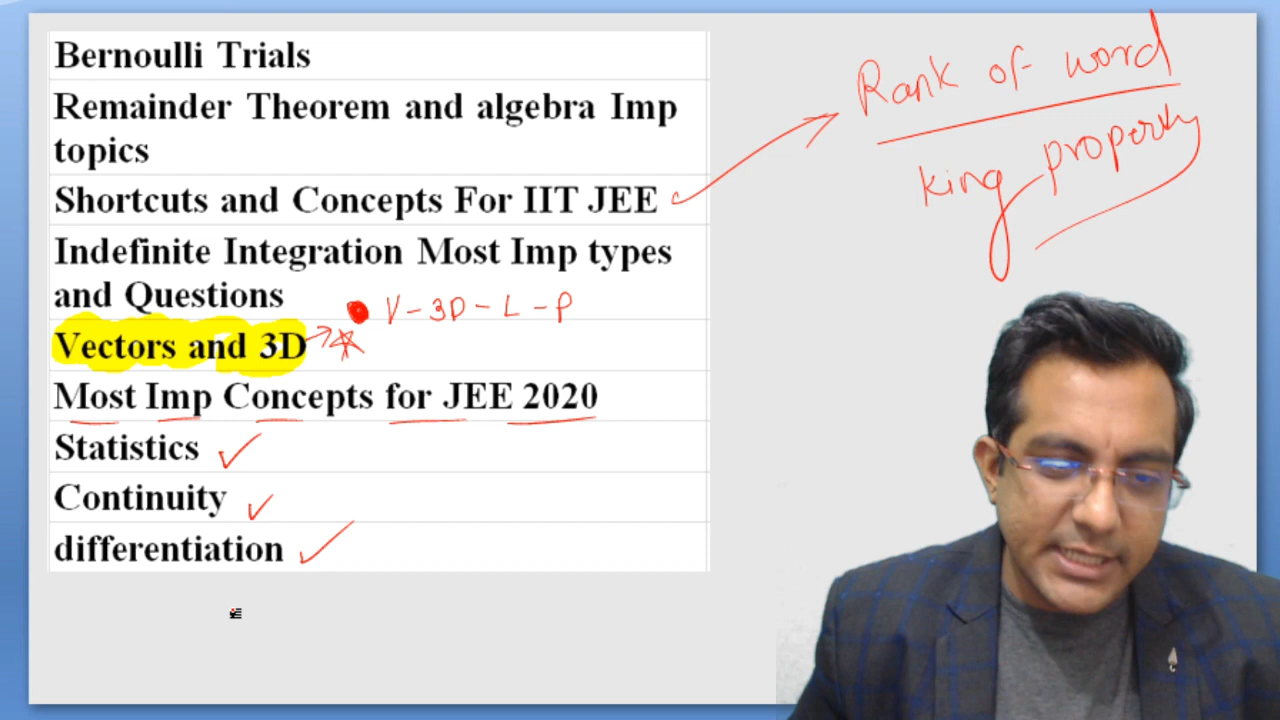 Bernoulli Trials
Remainder Theorem and algebra Imp
topics
Shortcuts and Concepts For IIT JEE
Indefinite Integration Most Imp types
and Questions
Vectors and 3D
V-3D-L-P
Most Imp Concepts for JEE 2020
Statistics
Continuity
differentiation
Rank of word
king property